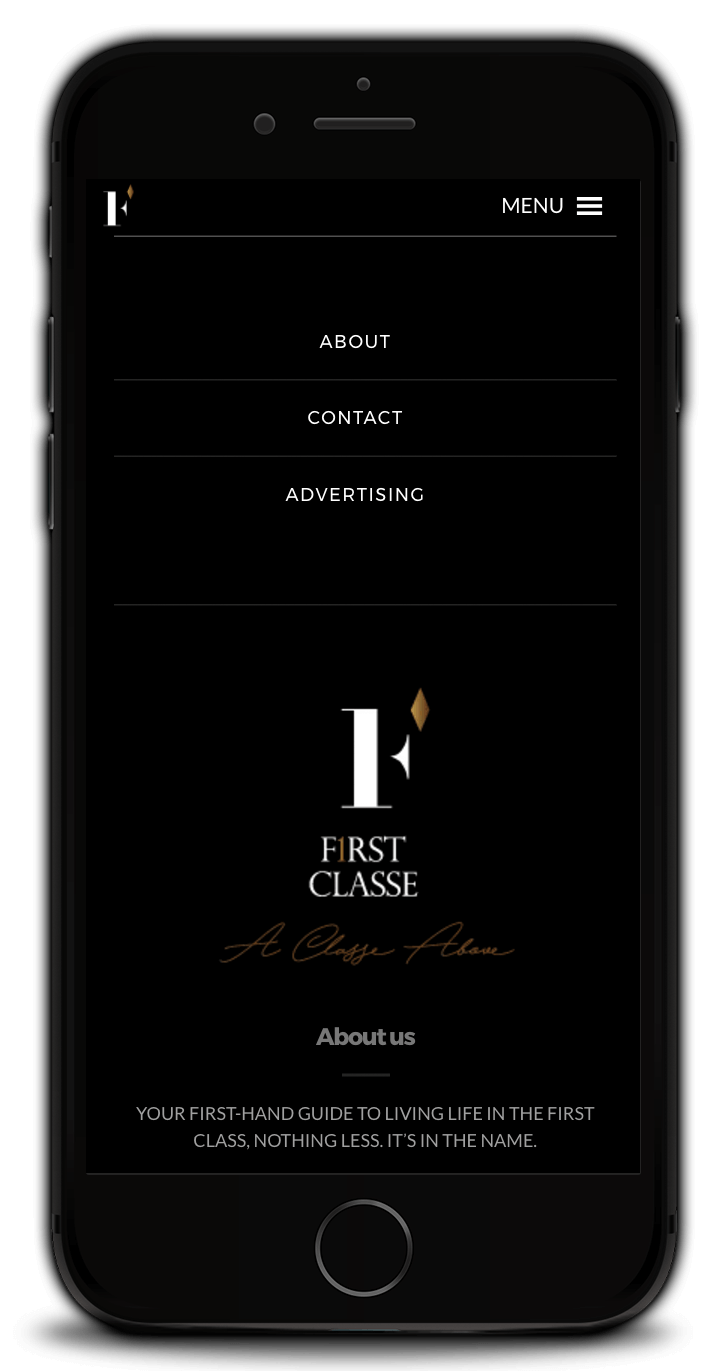 F
MENU
ABOUT
CONTACT
ADVERTISING
F
F1RST
CLASSE
A Classe Above
About us
YOUR FIRST-HAND GUIDE TO LIVING LIFE IN THE FIRST
CLASS, NOTHING LESS. IT’S IN THE NAME.